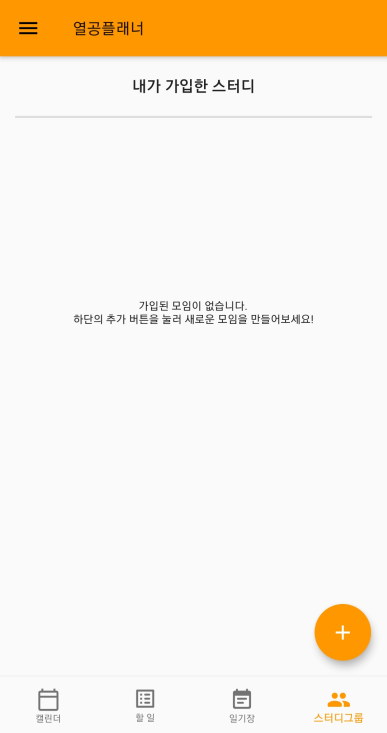 열공플래너
내가 가입한 스터디
가입된 모임이 없습니다.
하단의 추가 버튼을 눌러 새로운 모임을 만들어보세요!
캘린더
할 일
일기장
스터디그룹